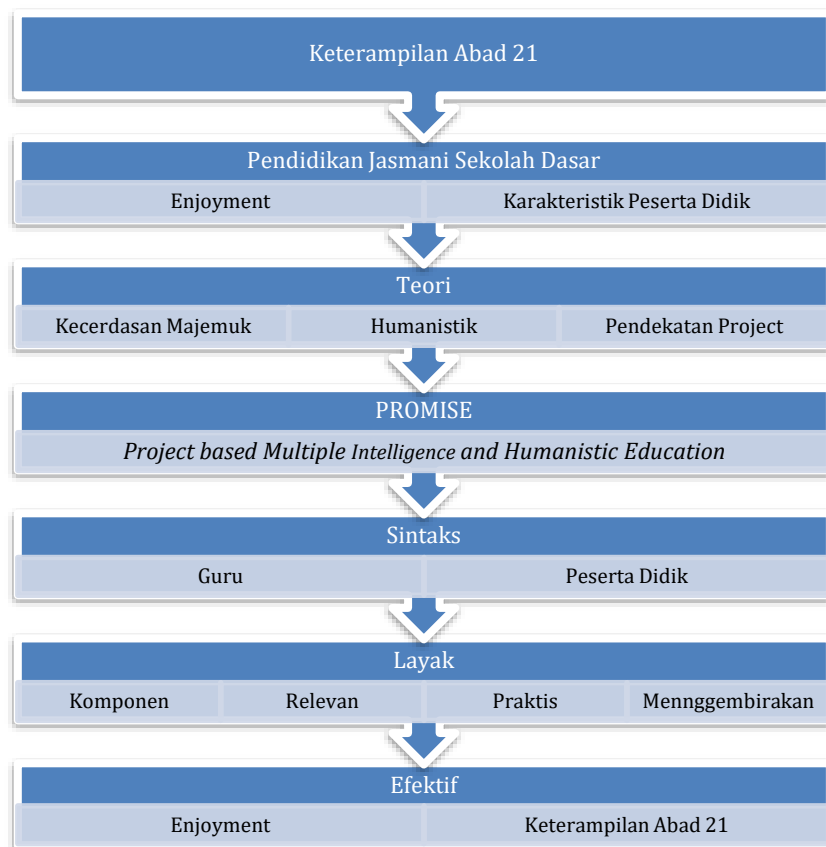 Keterampilan Abad 21
Pendidikan Jasmani Sekolah Dasar
Enjoyment
Karakteristik Peserta Didik
Teori
Kecerdasan Majemuk
Humanistik
Pendekatan Project
PROMISE
Project based Multiple Intelligence and Humanistic Education
Sintaks
Guru
Peserta Didik
Layak
Komponen
Relevan
Praktis
Mennggembirakan
Efektif
Enjoyment
Keterampilan Abad 21